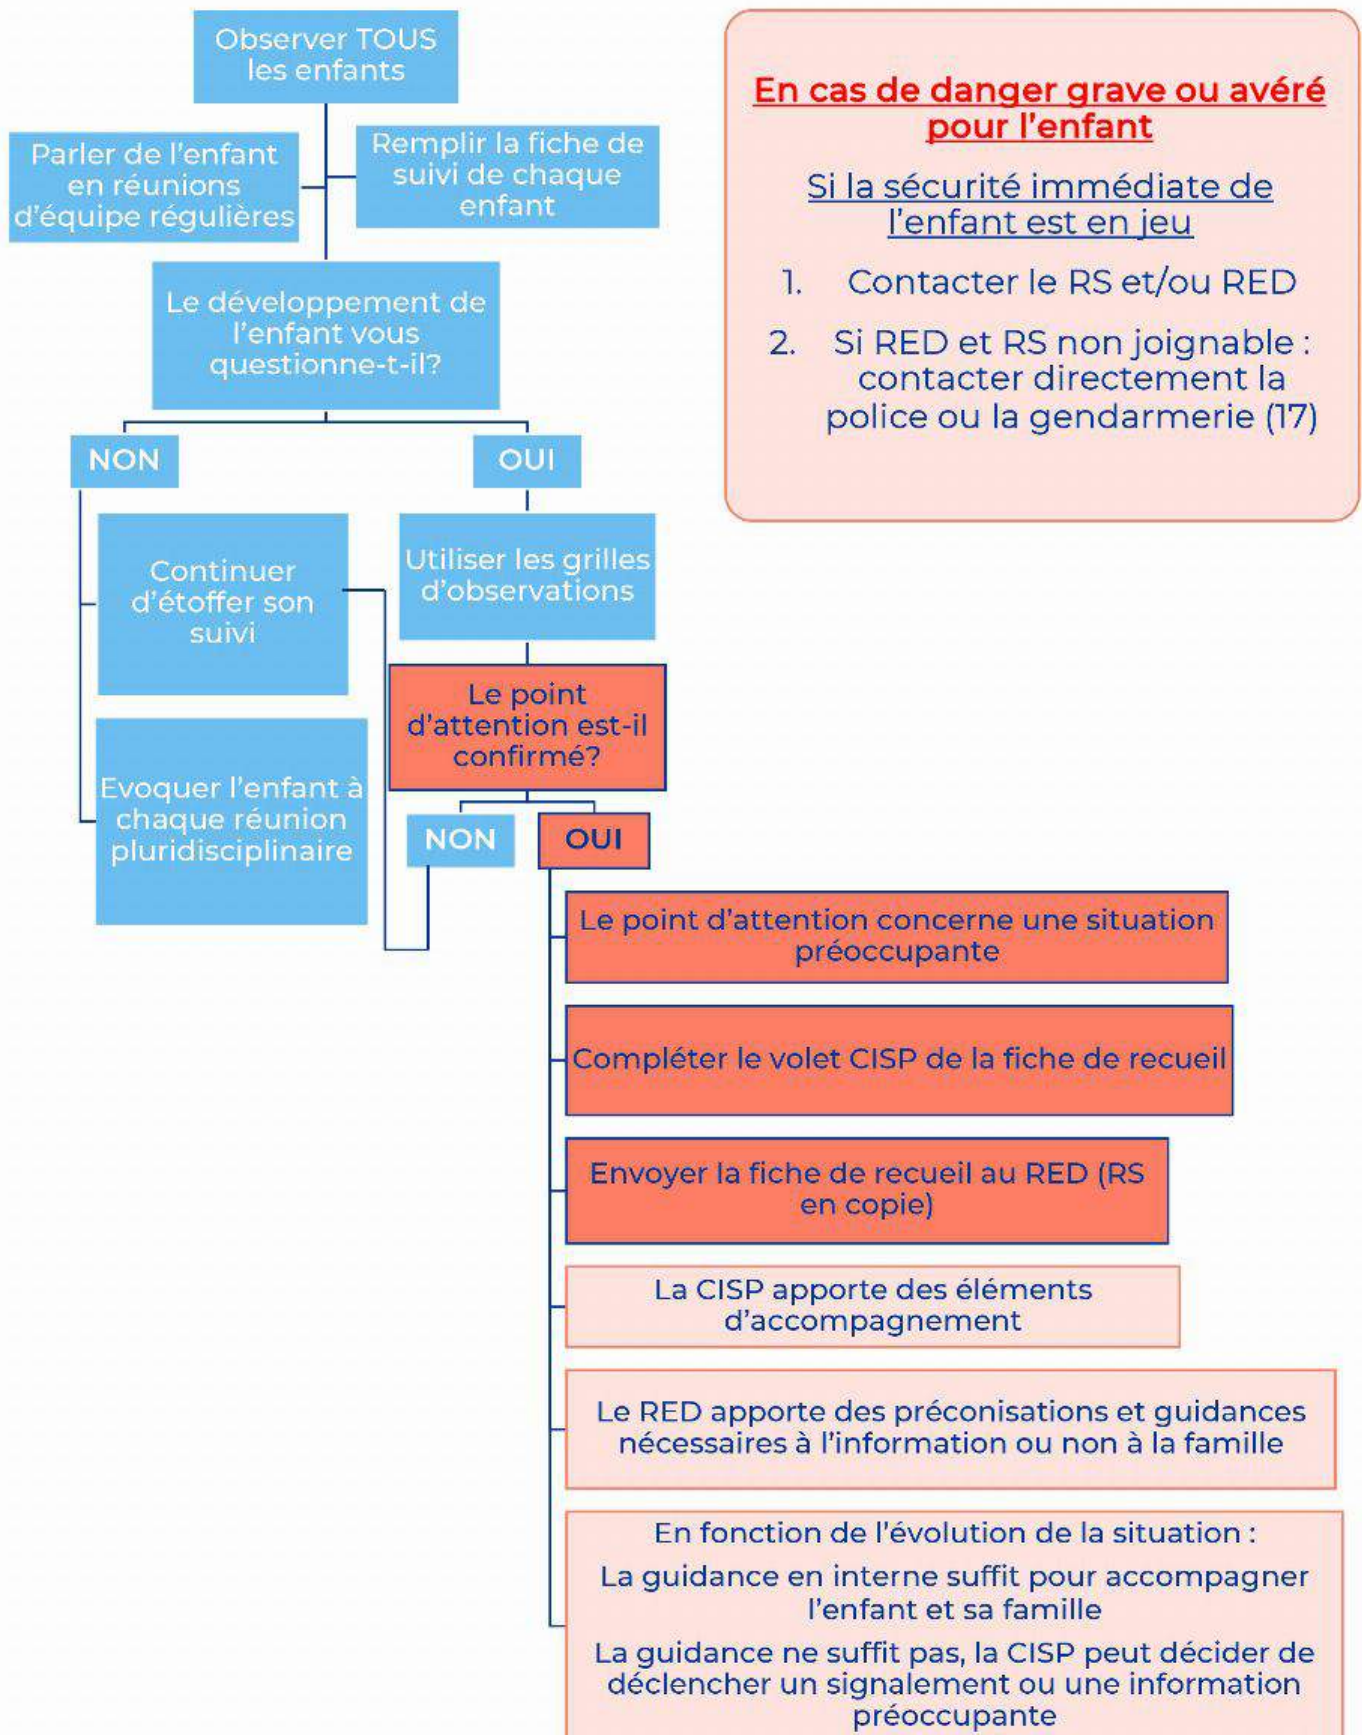 Observer TOUS
les enfants
Parler de l'enfant
en réunions
d'équipe régulières
Remplir la fiche de
suivi de chaque
enfant
Le développement de
l'enfant vous
questionne-t-il?
NON
OUI
Continuer
d'étoffer son
suivi
Utiliser les grilles
d'observations
Evoquer l'enfant à
chaque réunion
pluridisciplinaire
Le point
d'attention est-il
confirmé?
NON
OUI
Le point d'attention concerne une situation
préoccupante
Compléter le volet CISP de la fiche de recueil
Envoyer la fiche de recueil au RED (RS
en copie)
La CISP apporte des éléments
d'accompagnement
Le RED apporte des préconisations et guidances
nécessaires à l'information ou non à la famille
En fonction de l'évolution de la situation :
La guidance en interne suffit pour accompagner
l'enfant et sa famille
La guidance ne suffit pas, la CISP peut décider de
déclencher un signalement ou une information
préoccupante
En cas de danger grave ou avéré
pour l'enfant
Si la sécurité immédiate de
l'enfant est en jeu
1. Contacter le RS et/ou RED
2. Si RED et RS non joignable :
contacter directement la
police ou la gendarmerie (17)